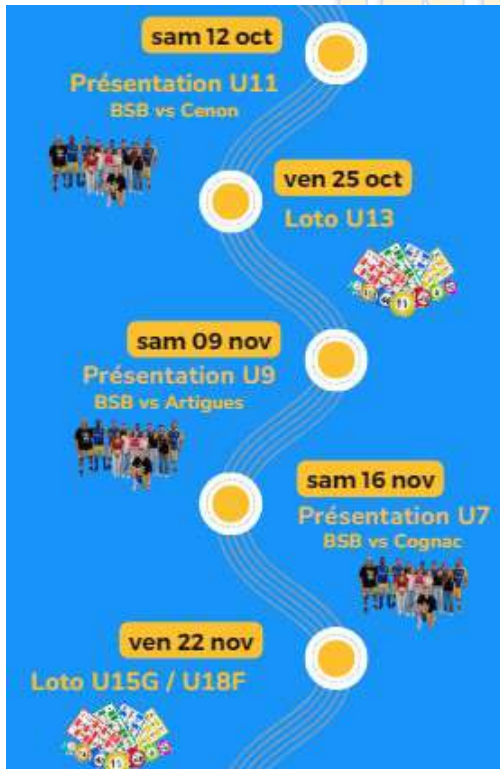 sam 12 oct
Présentation U11
BSB vs Cenon
ven 25 oct
Loto U13
sam 09 nov
Présentation U9
BSB vs Artigues
sam 16 nov
Présentation U7
BSB vs Cognac
ven 22 nov
Loto U15G / U18F